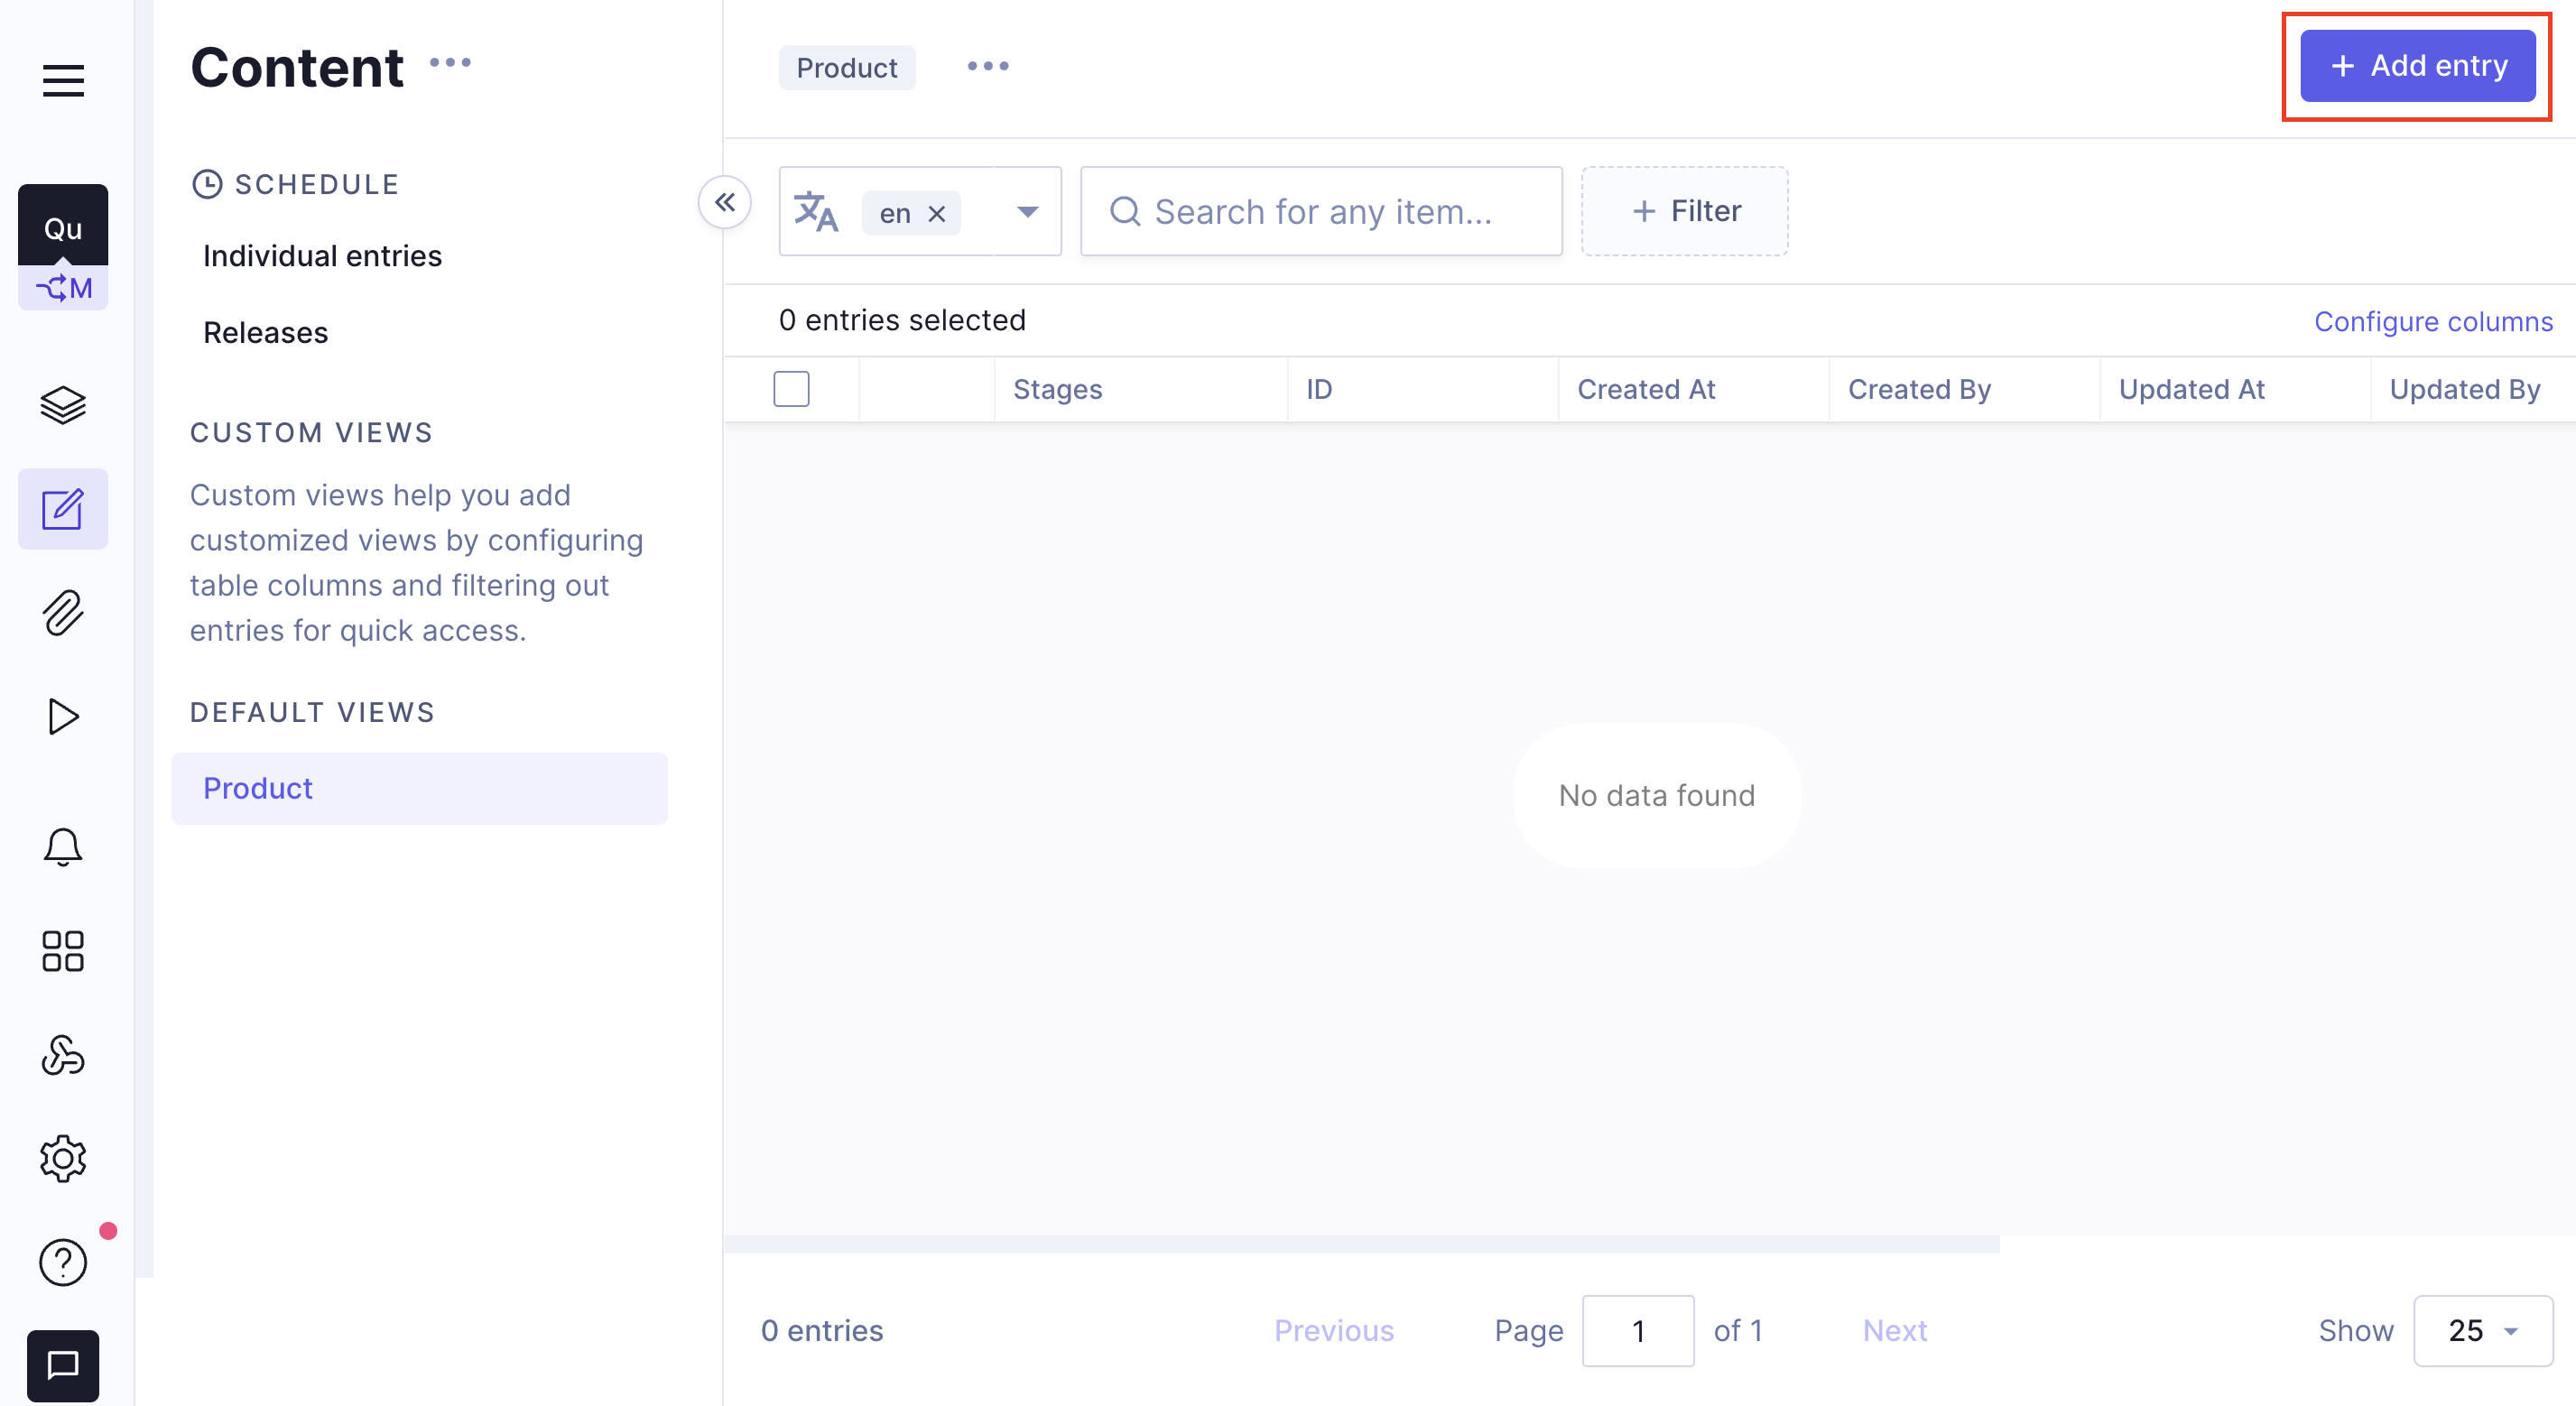 Content
SCHEDULE
Individual entries
Releases
CUSTOM VIEWS
Custom views help you add
customized views by configuring
table columns and filtering out
entries for quick access.
DEFAULT VIEWS
Product
Qu
M
Product
+ Add entry
en
Search for any item...
+ Filter
0 entries selected
Configure columns
Stages ID Created At Created By Updated At Updated By
No data found
0 entries Previous Page 1 of 1 Next Show 25